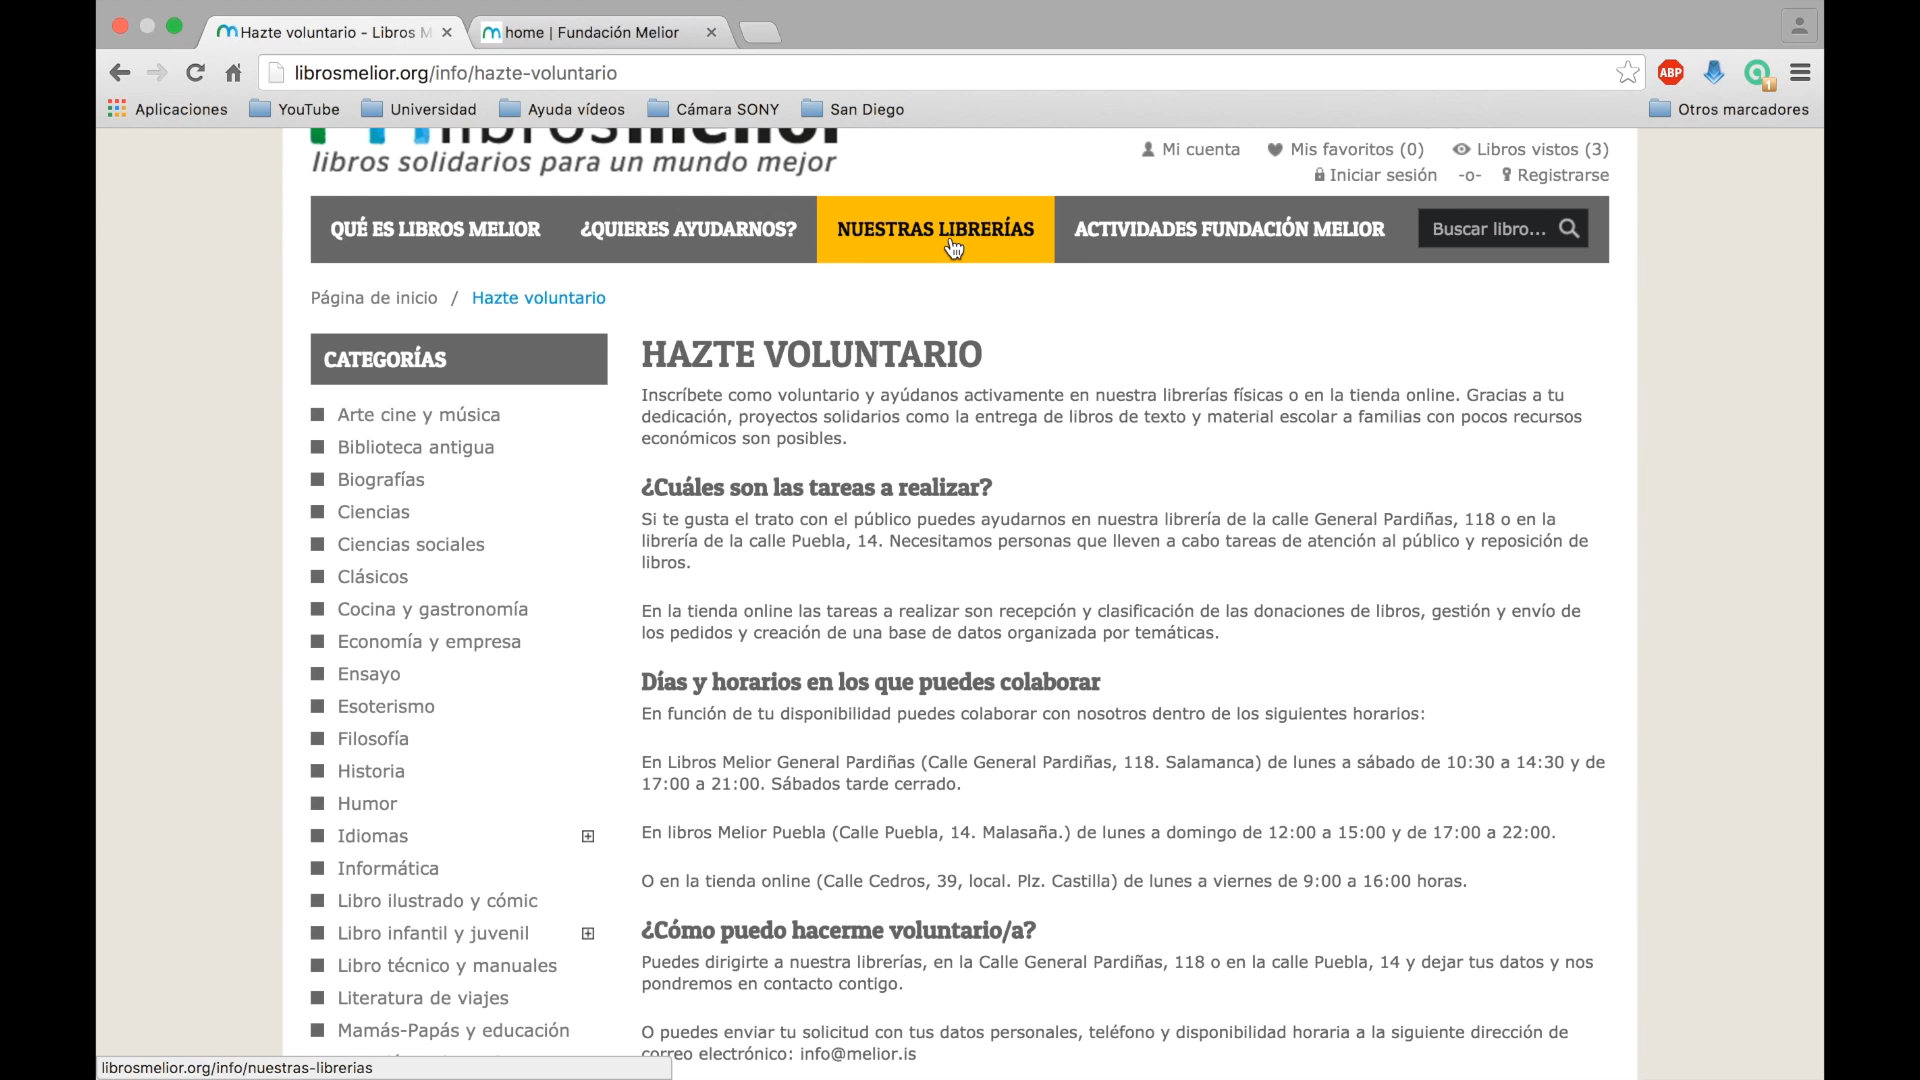 Hazte voluntario - Libros M
home | Fundación Melior
librosmelior.org/info/hazte-voluntario
ABP
1
Aplicaciones
YouTube
Universidad
Ayuda vídeos
Cámara SONY
San Diego
Otros marcadores
librosmelior
libros solidarios para un mundo mejor
Mi cuenta
Mis favoritos (0)
Libros vistos (3)
Iniciar sesión -o- Registrarse
QUÉ ES LIBROS MELIOR
¿QUIERES AYUDARNOS?
NUESTRAS LIBRERÍAS
ACTIVIDADES FUNDACIÓN MELIOR
Buscar libro...
Página de inicio / Hazte voluntario
CATEGORÍAS
Arte cine y música
Biblioteca antigua
Biografías
Ciencias
Ciencias sociales
Clásicos
Cocina y gastronomía
Economía y empresa
Ensayo
Esoterismo
Filosofía
Historia
Humor
Idiomas
Informática
Libro ilustrado y cómic
Libro infantil y juvenil
Libro técnico y manuales
Literatura de viajes
Mamás-Papás y educación
HAZTE VOLUNTARIO
Inscríbete como voluntario y ayúdanos activamente en nuestra librerías físicas o en la tienda online. Gracias a tu
dedicación, proyectos solidarios como la entrega de libros de texto y material escolar a familias con pocos recursos
económicos son posibles.
¿Cuáles son las tareas a realizar?
Si te gusta el trato con el público puedes ayudarnos en nuestra librería de la calle General Pardiñas, 118 o en la
librería de la calle Puebla, 14. Necesitamos personas que lleven a cabo tareas de atención al público y reposición de
libros.
En la tienda online las tareas a realizar son recepción y clasificación de las donaciones de libros, gestión y envío de
los pedidos y creación de una base de datos organizada por temáticas.
Días y horarios en los que puedes colaborar
En función de tu disponibilidad puedes colaborar con nosotros dentro de los siguientes horarios:
En Libros Melior General Pardiñas (Calle General Pardiñas, 118. Salamanca) de lunes a sábado de 10:30 a 14:30 y de
17:00 a 21:00. Sábados tarde cerrado.
En libros Melior Puebla (Calle Puebla, 14. Malasaña.) de lunes a domingo de 12:00 a 15:00 y de 17:00 a 22:00.
O en la tienda online (Calle Cedros, 39, local. Plz. Castilla) de lunes a viernes de 9:00 a 16:00 horas.
¿Cómo puedo hacerme voluntario/a?
Puedes dirigirte a nuestra librerías, en la Calle General Pardiñas, 118 o en la calle Puebla, 14 y dejar tus datos y nos
pondremos en contacto contigo.
O puedes enviar tu solicitud con tus datos personales, teléfono y disponibilidad horaria a la siguiente dirección de
correo electrónico: info@melior.is
librosmelior.org/info/nuestras-librerias